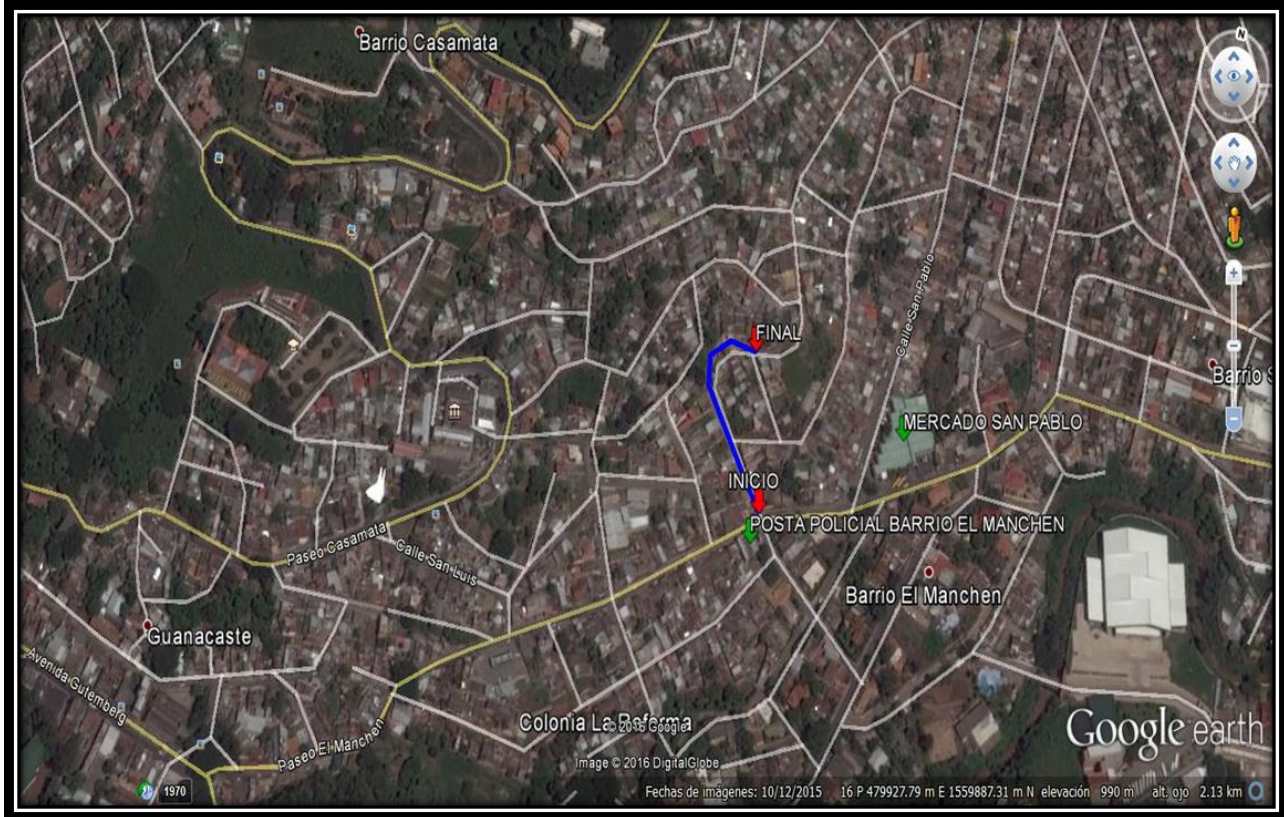 N
Barrio Casamata
Calle San Pablo
FINAL
Barrio S
MERCADO SAN PABLO
INICIO
POSTA POLICIAL BARRIO EL MANCHEN
Paseo Casamata
Calle San Luis
Barrio El Manchen
Guanacaste
Avenida Gutemberg
Paseo El Manchen
Colonia La Reforma
© 2016 Google
Image © 2016 DigitalGlobe
Google earth
1970
Fechas de imágenes: 10/12/2015 16 P 479927.79 m E 1559887.31 m N elevación 990 m alt. ojo 2.13 km